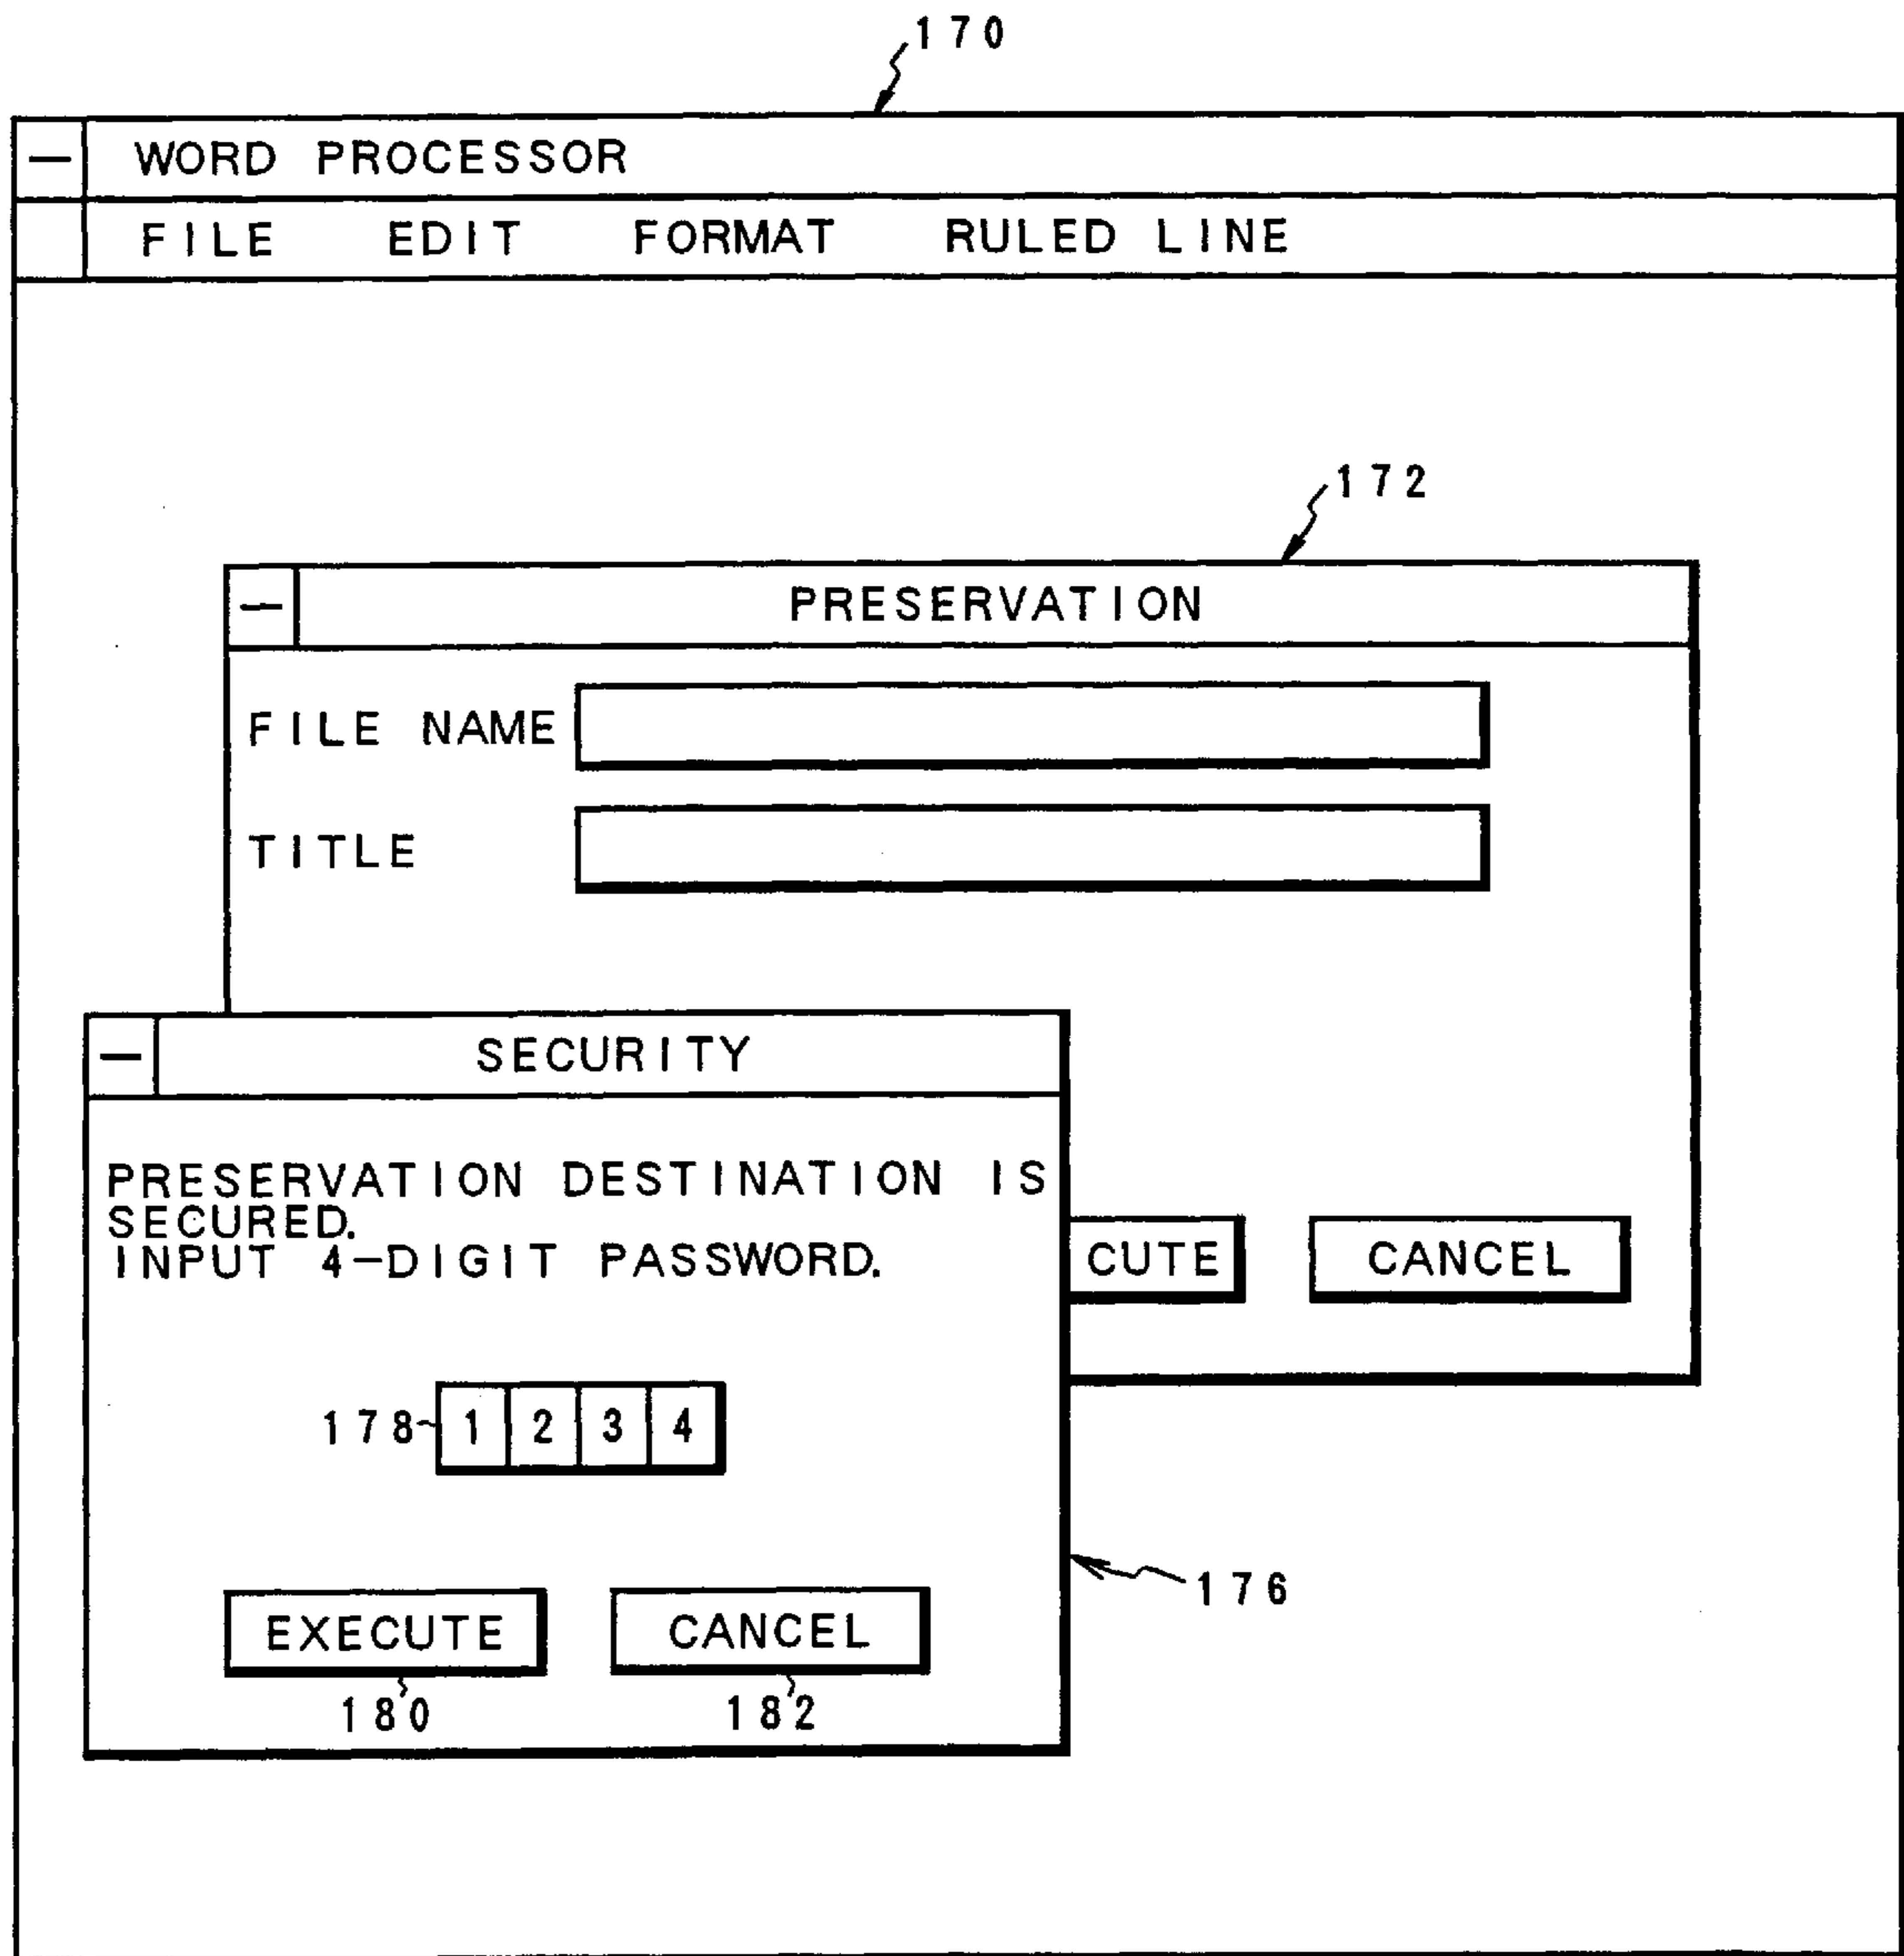 170
WORD PROCESSOR
FILE EDIT FORMAT RULED LINE
172
PRESERVATION
FILE NAME
TITLE
SECURITY
PRESERVATION DESTINATION IS
SECURED.
INPUT 4-DIGIT PASSWORD.
CUTE CANCEL
178 1 2 3 4
176
EXECUTE CANCEL
180 182